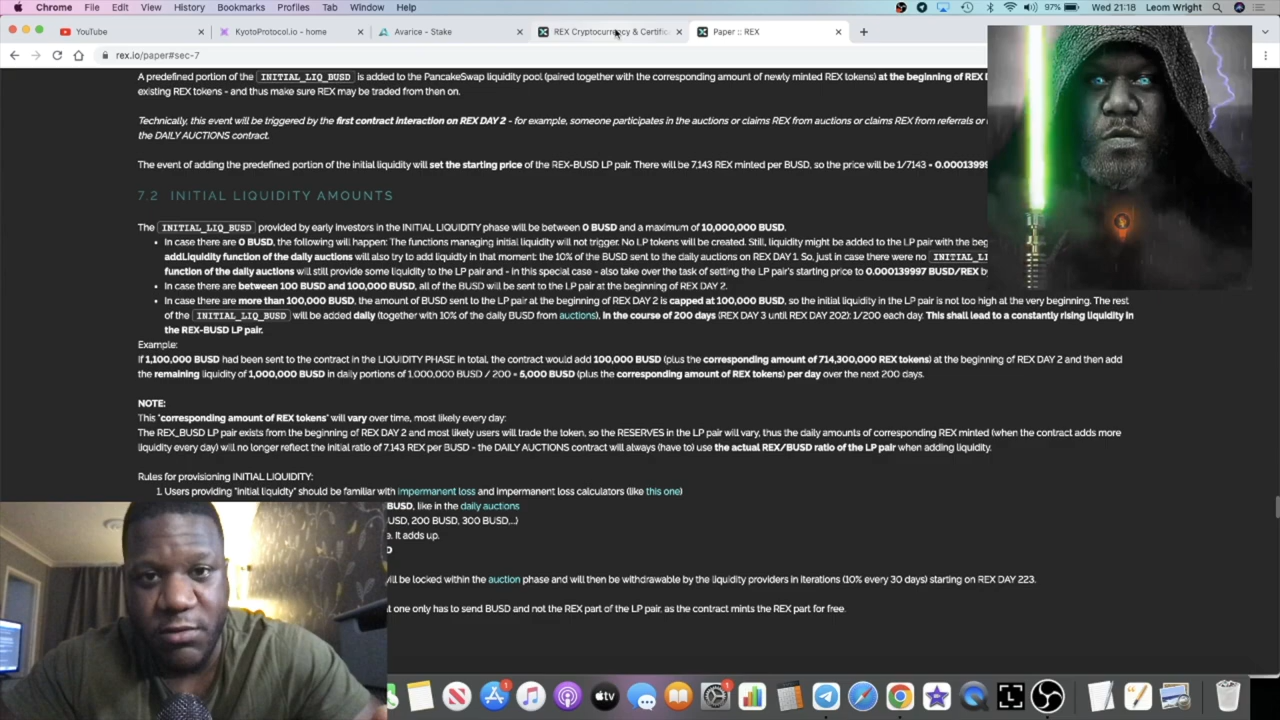 Chrome File Edit View History Bookmarks Profiles Tab Window Help 97% Wed 21:18 Leom Wright
YouTube KyotoProtocol.io - home Avarice - Stake REX Cryptocurrency & Certific Paper :: REX
rex.io/paper#sec-7
A predefined portion of the INITIAL_LIQ_BUSD is added to the PancakeSwap liquidity pool (paired together with the corresponding amount of newly minted REX tokens) at the beginning of REX
existing REX tokens - and thus make sure REX may be traded from then on.
Technically, this event will be triggered by the first contract interaction on REX DAY 2 - for example, someone participates in the auctions or claims REX from auctions or claims REX from referrals or
the DAILY AUCTIONS contract.
The event of adding the predefined portion of the initial liquidity will set the starting price of the REX-BUSD LP pair. There will be 7,143 REX minted per BUSD, so the price will be 1/7143 = 0.00013999
7.2 INITIAL LIQUIDITY AMOUNTS
The INITIAL_LIQ_BUSD provided by early investors in the INITIAL LIQUIDITY phase will be between 0 BUSD and a maximum of 10,000,000 BUSD.
• In case there are 0 BUSD, the following will happen: The functions managing initial liquidity will not trigger. No LP tokens will be created. Still, liquidity might be added to the LP pair with the beg
addLiquidity function of the daily auctions will also try to add liquidity in that moment: the 10% of the BUSD sent to the daily auctions on REX DAY 1. So, just in case there were no INITIAL_LI
function of the daily auctions will still provide some liquidity to the LP pair and - in this special case - also take over the task of setting the LP pair's starting price to 0.000139997 BUSD/REX
• In case there are between 100 BUSD and 100,000 BUSD, all of the BUSD will be sent to the LP pair at the beginning of REX DAY 2.
• In case there are more than 100,000 BUSD, the amount of BUSD sent to the LP pair at the beginning of REX DAY 2 is capped at 100,000 BUSD, so the initial liquidity in the LP pair is not too high at the very beginning. The rest
of the INITIAL_LIQ_BUSD will be added daily (together with 10% of the daily BUSD from auctions), in the course of 200 days (REX DAY 3 until REX DAY 202): 1/200 each day. This shall lead to a constantly rising liquidity in
the REX-BUSD LP pair.
Example:
If 1,100,000 BUSD had been sent to the contract in the LIQUIDITY PHASE in total, the contract would add 100,000 BUSD (plus the corresponding amount of 714,300,000 REX tokens) at the beginning of REX DAY 2 and then add
the remaining liquidity of 1,000,000 BUSD in daily portions of 1,000,000 BUSD / 200 = 5,000 BUSD (plus the corresponding amount of REX tokens) per day over the next 200 days.
NOTE:
This "corresponding amount of REX tokens" will vary over time, most likely every day:
The REX_BUSD LP pair exists from the beginning of REX DAY 2 and most likely users will trade the token, so the RESERVES in the LP pair will vary, thus the daily amounts of corresponding REX minted (when the contract adds more
liquidity every day) will no longer reflect the initial ratio of 7,143 REX per BUSD - the DAILY AUCTIONS contract will always (have to) use the actual REX/BUSD ratio of the LP pair when adding liquidity.
Rules for provisioning INITIAL LIQUIDITY:
1. Users providing "initial liquidty" should be familiar with impermanent loss and impermanent loss calculators (like this one)
BUSD, like in the daily auctions
USD, 200 BUSD, 300 BUSD,...)
e. It adds up.
D
ill be locked within the auction phase and will then be withdrawable by the liquidity providers in iterations (10% every 30 days) starting on REX DAY 223.
at one only has to send BUSD and not the REX part of the LP pair, as the contract mints the REX part for free.
tv